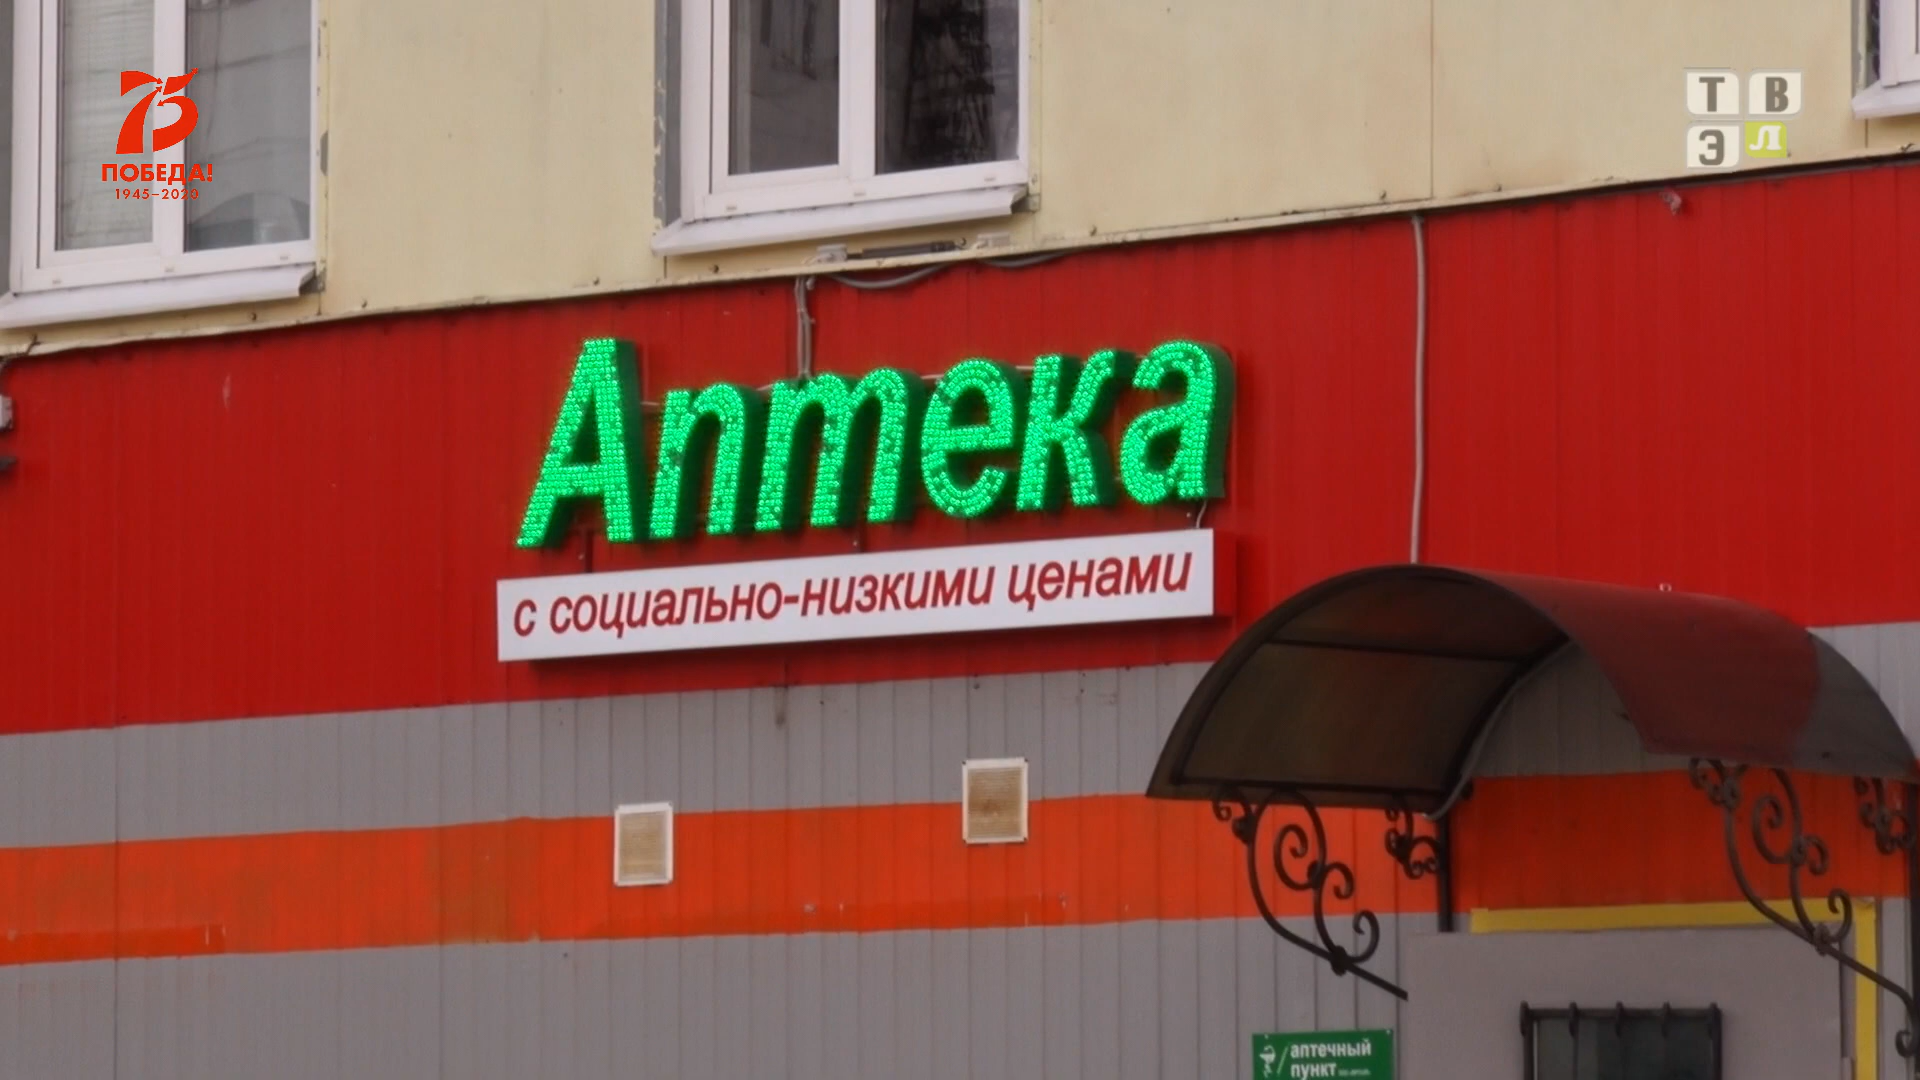 75
ПОБЕДА!
1945–2020
ТВ
ЭЛ
Аптека
с социально-низкими ценами
аптечный
пункт